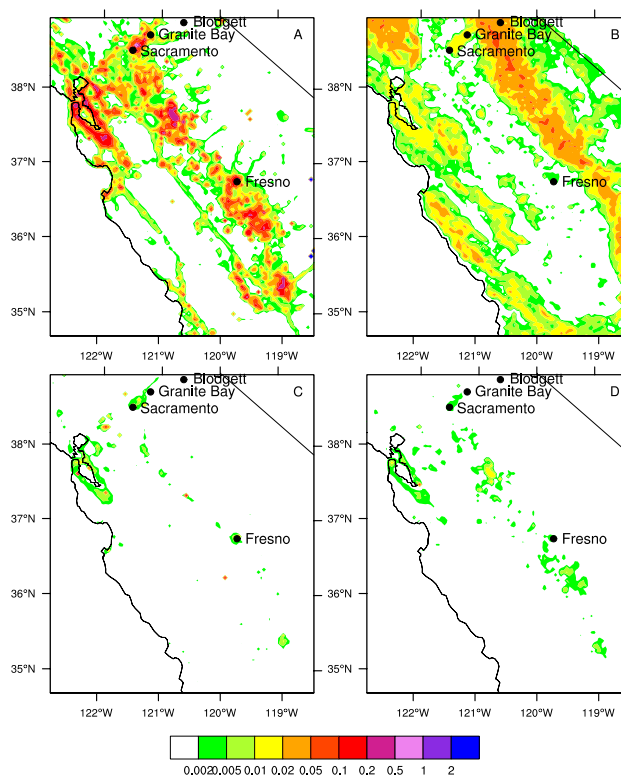 Blodgett
Granite Bay
Sacramento
A
38°N
37°N
Fresno
36°N
35°N
122°W 121°W 120°W 119°W
Blodgett
Granite Bay
Sacramento
B
38°N
37°N
Fresno
36°N
35°N
122°W 121°W 120°W 119°W
Blodgett
Granite Bay
Sacramento
C
38°N
37°N
Fresno
36°N
35°N
122°W 121°W 120°W 119°W
Blodgett
Granite Bay
Sacramento
D
38°N
37°N
Fresno
36°N
35°N
122°W 121°W 120°W 119°W
0.002 0.005 0.01 0.02 0.05 0.1 0.2 0.5 1 2